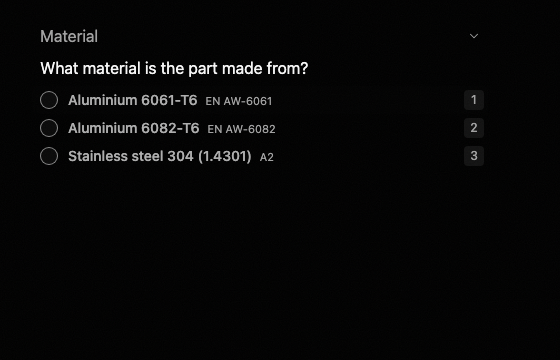 Material
What material is the part made from?
Aluminium 6061-T6 EN AW-6061 1
Aluminium 6082-T6 EN AW-6082 2
Stainless steel 304 (1.4301) A2 3